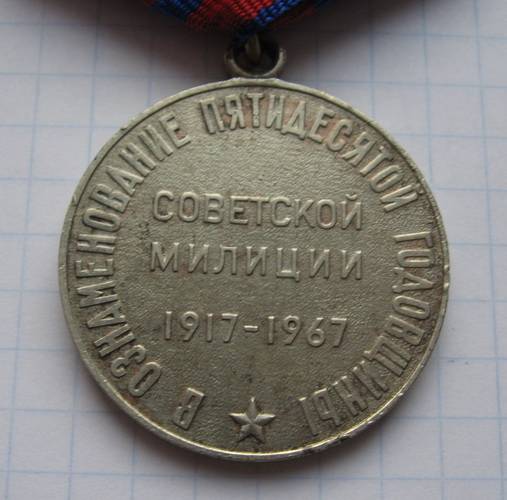 В ОЗНАМЕНОВАНИЕ ПЯТИДЕСЯТОЙ ГОДОВЩИНЫ
СОВЕТСКОЙ
МИЛИЦИИ
1917-1967